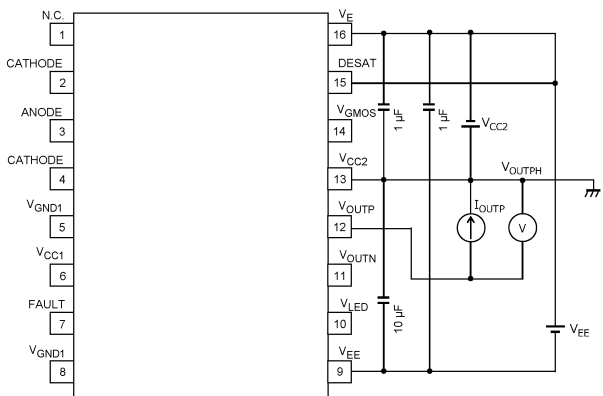 N.C.
1
CATHODE
2
ANODE
3
CATHODE
4
VGND1
5
VCC1
6
FAULT
7
VGND1
8
VE
16
DESAT
15
VGMOS
14
VCC2
13
VOUTP
12
VOUTN
11
VLED
10
VEE
9
1 µF
1 µF
VCC2
VOUTPH
IOUTP
V
10 µF
VEE